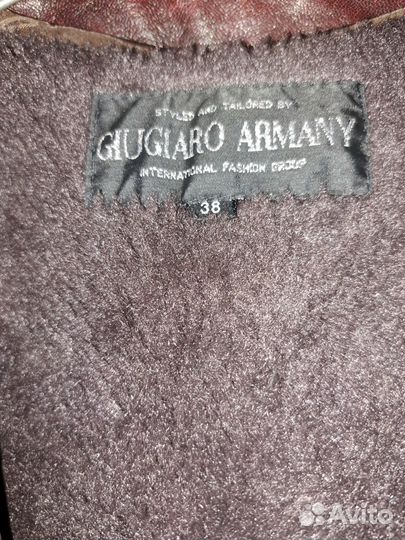 STYLED AND TAILORED BY
GIUGIARO ARMANY
INTERNATIONAL FASHION GROUP
38
Avito